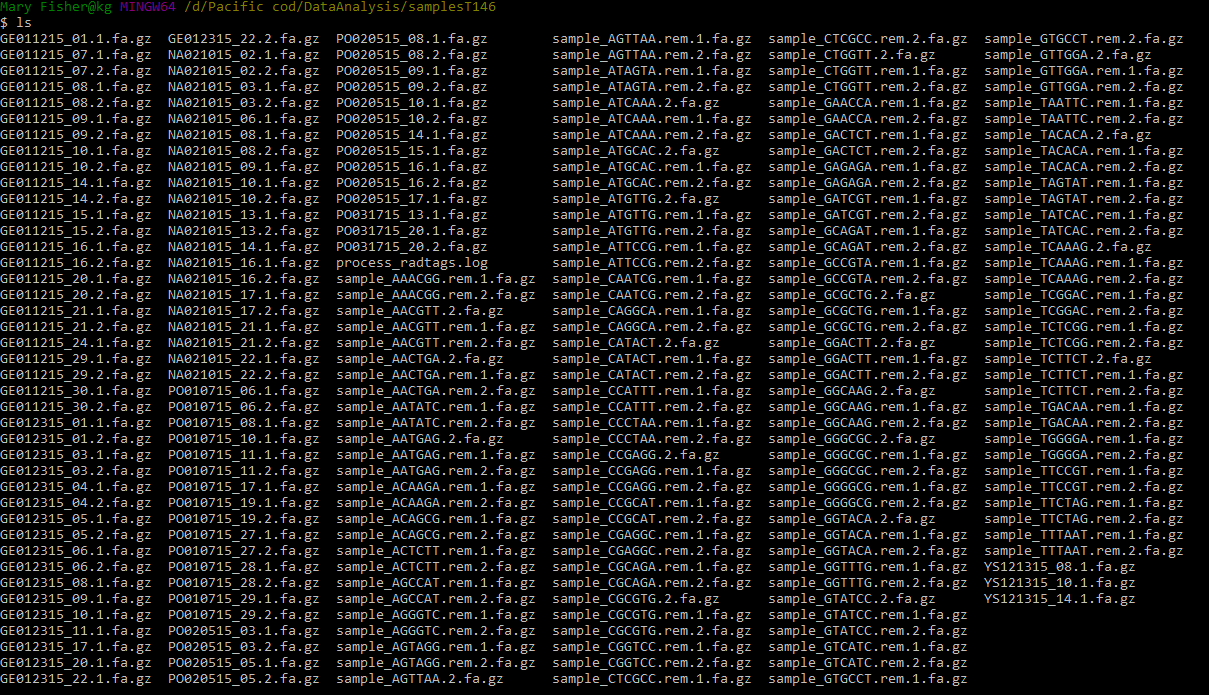 Mary Fisher@kg MINGW64 /d/Pacific cod/DataAnalysis/samplesT146
$ ls
GE011215_01.1.fa.gz GE012315_22.2.fa.gz PO020515_08.1.fa.gz sample_AGTTAA.rem.1.fa.gz sample_CTCGCC.rem.2.fa.gz sample_GTGCCT.rem.2.fa.gz
GE011215_07.1.fa.gz NA021015_02.1.fa.gz PO020515_08.2.fa.gz sample_AGTTAA.rem.2.fa.gz sample_CTGGTT.2.fa.gz sample_GTTGGA.2.fa.gz
GE011215_07.2.fa.gz NA021015_02.2.fa.gz PO020515_09.1.fa.gz sample_ATAGTA.rem.1.fa.gz sample_CTGGTT.rem.1.fa.gz sample_GTTGGA.rem.1.fa.gz
GE011215_08.1.fa.gz NA021015_03.1.fa.gz PO020515_09.2.fa.gz sample_ATAGTA.rem.2.fa.gz sample_CTGGTT.rem.2.fa.gz sample_GTTGGA.rem.2.fa.gz
GE011215_08.2.fa.gz NA021015_03.2.fa.gz PO020515_10.1.fa.gz sample_ATCAAA.2.fa.gz sample_GAACCA.rem.1.fa.gz sample_TAATTC.rem.1.fa.gz
GE011215_09.1.fa.gz NA021015_06.1.fa.gz PO020515_10.2.fa.gz sample_ATCAAA.rem.1.fa.gz sample_GAACCA.rem.2.fa.gz sample_TAATTC.rem.2.fa.gz
GE011215_09.2.fa.gz NA021015_08.1.fa.gz PO020515_14.1.fa.gz sample_ATCAAA.rem.2.fa.gz sample_GACTCT.rem.1.fa.gz sample_TACACA.2.fa.gz
GE011215_10.1.fa.gz NA021015_08.2.fa.gz PO020515_15.1.fa.gz sample_ATGCAC.2.fa.gz sample_GACTCT.rem.2.fa.gz sample_TACACA.rem.1.fa.gz
GE011215_10.2.fa.gz NA021015_09.1.fa.gz PO020515_16.1.fa.gz sample_ATGCAC.rem.1.fa.gz sample_GAGAGA.rem.1.fa.gz sample_TACACA.rem.2.fa.gz
GE011215_14.1.fa.gz NA021015_10.1.fa.gz PO020515_16.2.fa.gz sample_ATGCAC.rem.2.fa.gz sample_GAGAGA.rem.2.fa.gz sample_TAGTAT.rem.1.fa.gz
GE011215_14.2.fa.gz NA021015_10.2.fa.gz PO020515_17.1.fa.gz sample_ATGTTG.2.fa.gz sample_GATCGT.rem.1.fa.gz sample_TAGTAT.rem.2.fa.gz
GE011215_15.1.fa.gz NA021015_13.1.fa.gz PO031715_13.1.fa.gz sample_ATGTTG.rem.1.fa.gz sample_GATCGT.rem.2.fa.gz sample_TATCAC.rem.1.fa.gz
GE011215_15.2.fa.gz NA021015_13.2.fa.gz PO031715_20.1.fa.gz sample_ATGTTG.rem.2.fa.gz sample_GCAGAT.rem.1.fa.gz sample_TATCAC.rem.2.fa.gz
GE011215_16.1.fa.gz NA021015_14.1.fa.gz PO031715_20.2.fa.gz sample_ATTCCG.rem.1.fa.gz sample_GCAGAT.rem.2.fa.gz sample_TCAAAG.2.fa.gz
GE011215_16.2.fa.gz NA021015_16.1.fa.gz process_radtags.log sample_ATTCCG.rem.2.fa.gz sample_GCCGTA.rem.1.fa.gz sample_TCAAAG.rem.1.fa.gz
GE011215_20.1.fa.gz NA021015_16.2.fa.gz sample_AAACGG.rem.1.fa.gz sample_CAATCG.rem.1.fa.gz sample_GCCGTA.rem.2.fa.gz sample_TCAAAG.rem.2.fa.gz
GE011215_20.2.fa.gz NA021015_17.1.fa.gz sample_AAACGG.rem.2.fa.gz sample_CAATCG.rem.2.fa.gz sample_GCGCTG.2.fa.gz sample_TCGGAC.rem.1.fa.gz
GE011215_21.1.fa.gz NA021015_17.2.fa.gz sample_AACGTT.2.fa.gz sample_CAGGCA.rem.1.fa.gz sample_GCGCTG.rem.1.fa.gz sample_TCGGAC.rem.2.fa.gz
GE011215_21.2.fa.gz NA021015_21.1.fa.gz sample_AACGTT.rem.1.fa.gz sample_CAGGCA.rem.2.fa.gz sample_GCGCTG.rem.2.fa.gz sample_TCTCGG.rem.1.fa.gz
GE011215_24.1.fa.gz NA021015_21.2.fa.gz sample_AACGTT.rem.2.fa.gz sample_CATACT.2.fa.gz sample_GGACTT.2.fa.gz sample_TCTCGG.rem.2.fa.gz
GE011215_29.1.fa.gz NA021015_22.1.fa.gz sample_AACTGA.2.fa.gz sample_CATACT.rem.1.fa.gz sample_GGACTT.rem.1.fa.gz sample_TCTTCT.2.fa.gz
GE011215_29.2.fa.gz NA021015_22.2.fa.gz sample_AACTGA.rem.1.fa.gz sample_CATACT.rem.2.fa.gz sample_GGACTT.rem.2.fa.gz sample_TCTTCT.rem.1.fa.gz
GE011215_30.1.fa.gz PO010715_06.1.fa.gz sample_AACTGA.rem.2.fa.gz sample_CCATTT.rem.1.fa.gz sample_GGCAAG.2.fa.gz sample_TCTTCT.rem.2.fa.gz
GE011215_30.2.fa.gz PO010715_06.2.fa.gz sample_AATATC.rem.1.fa.gz sample_CCATTT.rem.2.fa.gz sample_GGCAAG.rem.1.fa.gz sample_TGACAA.rem.1.fa.gz
GE012315_01.1.fa.gz PO010715_08.1.fa.gz sample_AATATC.rem.2.fa.gz sample_CCCTAA.rem.1.fa.gz sample_GGCAAG.rem.2.fa.gz sample_TGACAA.rem.2.fa.gz
GE012315_01.2.fa.gz PO010715_10.1.fa.gz sample_AATGAG.2.fa.gz sample_CCCTAA.rem.2.fa.gz sample_GGGCGC.2.fa.gz sample_TGGGGA.rem.1.fa.gz
GE012315_03.1.fa.gz PO010715_11.1.fa.gz sample_AATGAG.rem.1.fa.gz sample_CCGAGG.2.fa.gz sample_GGGCGC.rem.1.fa.gz sample_TGGGGA.rem.2.fa.gz
GE012315_03.2.fa.gz PO010715_11.2.fa.gz sample_AATGAG.rem.2.fa.gz sample_CCGAGG.rem.1.fa.gz sample_GGGCGC.rem.2.fa.gz sample_TTCCGT.rem.1.fa.gz
GE012315_04.1.fa.gz PO010715_17.1.fa.gz sample_ACAAGA.rem.1.fa.gz sample_CCGAGG.rem.2.fa.gz sample_GGGGCG.rem.1.fa.gz sample_TTCCGT.rem.2.fa.gz
GE012315_04.2.fa.gz PO010715_19.1.fa.gz sample_ACAAGA.rem.2.fa.gz sample_CCGCAT.rem.1.fa.gz sample_GGGGCG.rem.2.fa.gz sample_TTCTAG.rem.1.fa.gz
GE012315_05.1.fa.gz PO010715_19.2.fa.gz sample_ACAGCG.rem.1.fa.gz sample_CCGCAT.rem.2.fa.gz sample_GGTACA.2.fa.gz sample_TTCTAG.rem.2.fa.gz
GE012315_05.2.fa.gz PO010715_27.1.fa.gz sample_ACAGCG.rem.2.fa.gz sample_CGAGGC.rem.1.fa.gz sample_GGTACA.rem.1.fa.gz sample_TTTAAT.rem.1.fa.gz
GE012315_06.1.fa.gz PO010715_27.2.fa.gz sample_ACTCTT.rem.1.fa.gz sample_CGAGGC.rem.2.fa.gz sample_GGTACA.rem.2.fa.gz sample_TTTAAT.rem.2.fa.gz
GE012315_06.2.fa.gz PO010715_28.1.fa.gz sample_ACTCTT.rem.2.fa.gz sample_CGCAGA.rem.1.fa.gz sample_GGTTTG.rem.1.fa.gz YS121315_08.1.fa.gz
GE012315_08.1.fa.gz PO010715_28.2.fa.gz sample_AGCCAT.rem.1.fa.gz sample_CGCAGA.rem.2.fa.gz sample_GGTTTG.rem.2.fa.gz YS121315_10.1.fa.gz
GE012315_09.1.fa.gz PO010715_29.1.fa.gz sample_AGCCAT.rem.2.fa.gz sample_CGCGTG.2.fa.gz sample_GTATCC.2.fa.gz YS121315_14.1.fa.gz
GE012315_10.1.fa.gz PO010715_29.2.fa.gz sample_AGGGTC.rem.1.fa.gz sample_CGCGTG.rem.1.fa.gz sample_GTATCC.rem.1.fa.gz
GE012315_11.1.fa.gz PO020515_03.1.fa.gz sample_AGGGTC.rem.2.fa.gz sample_CGCGTG.rem.2.fa.gz sample_GTATCC.rem.2.fa.gz
GE012315_17.1.fa.gz PO020515_03.2.fa.gz sample_AGTAGG.rem.1.fa.gz sample_CGGTCC.rem.1.fa.gz sample_GTCATC.rem.1.fa.gz
GE012315_20.1.fa.gz PO020515_05.1.fa.gz sample_AGTAGG.rem.2.fa.gz sample_CGGTCC.rem.2.fa.gz sample_GTCATC.rem.2.fa.gz
GE012315_22.1.fa.gz PO020515_05.2.fa.gz sample_AGTTAA.2.fa.gz sample_CTCGCC.rem.1.fa.gz sample_GTGCCT.rem.1.fa.gz